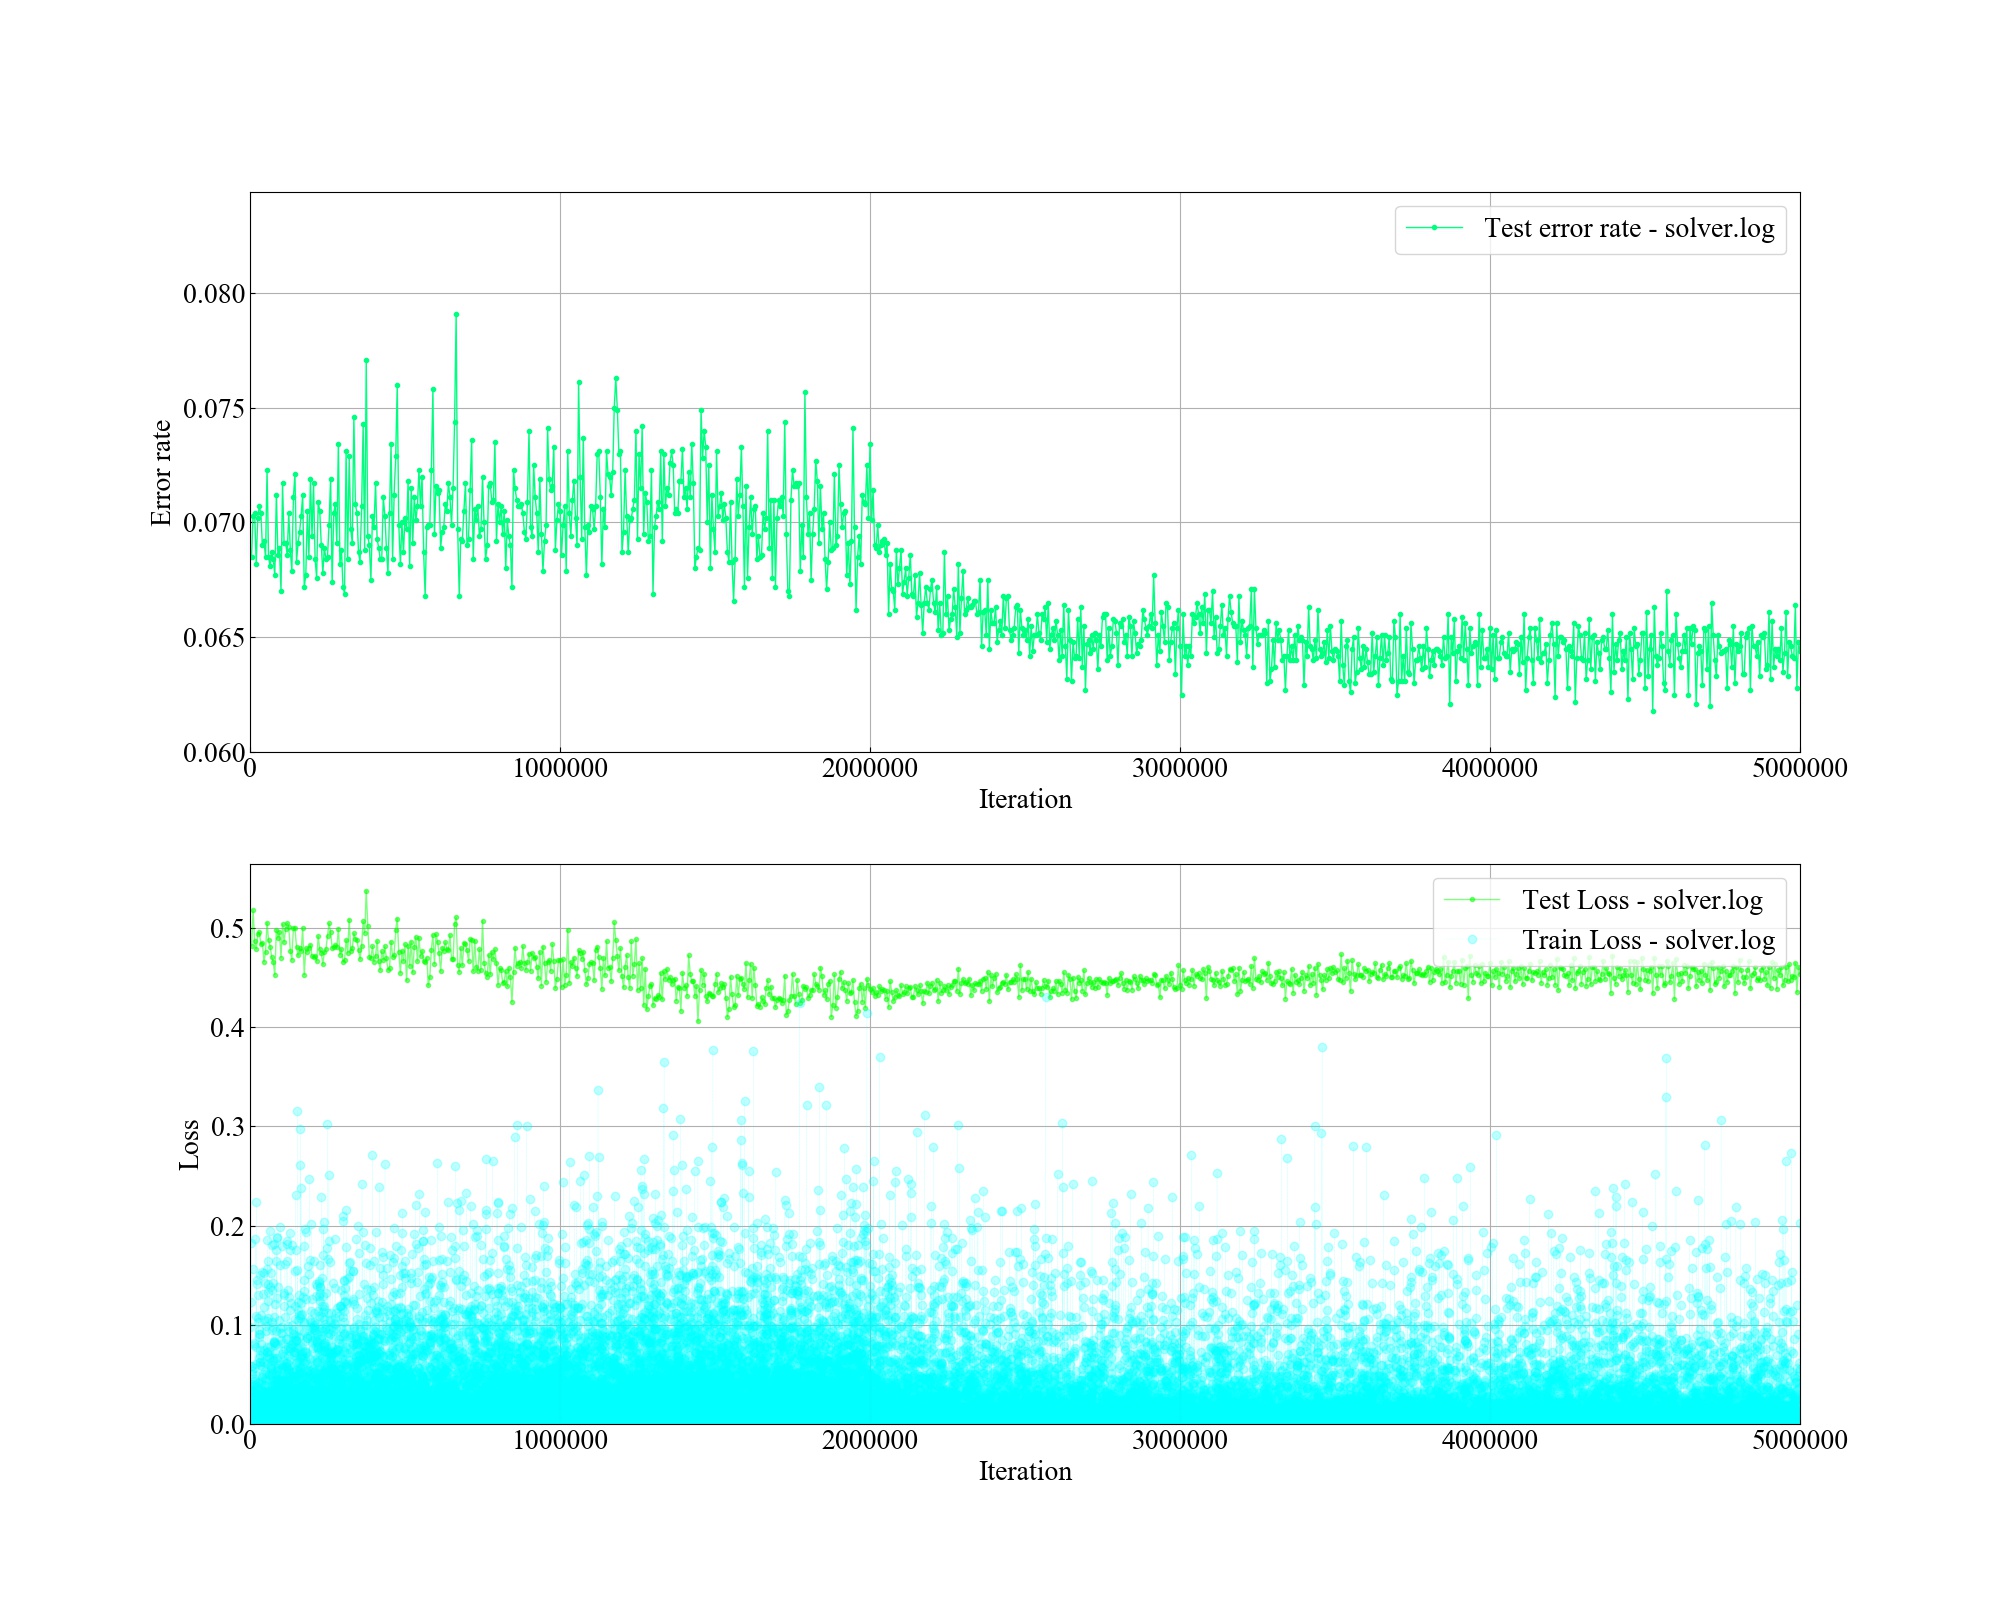 Test error rate - solver.log
0.080
0.075
0.070
0.065
0.060
Error rate
0 1000000 2000000 3000000 4000000 5000000
Iteration
Test Loss - solver.log
Train Loss - solver.log
0.5
0.4
0.3
0.2
0.1
0.0
Loss
0 1000000 2000000 3000000 4000000 5000000
Iteration